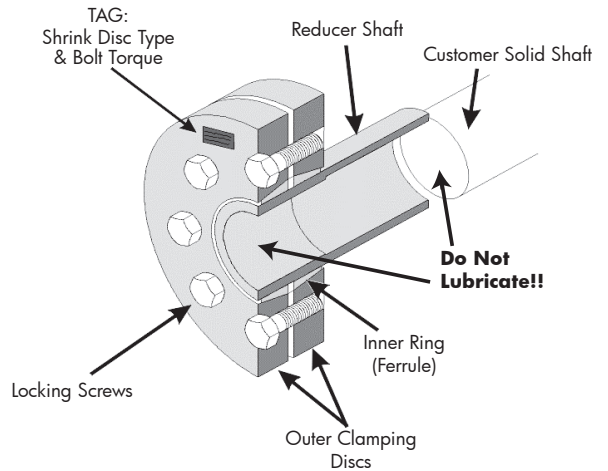 TAG:
Shrink Disc Type
& Bolt Torque
Reducer Shaft
Customer Solid Shaft
Do Not
Lubricate!!
Inner Ring
(Ferrule)
Locking Screws
Outer Clamping
Discs